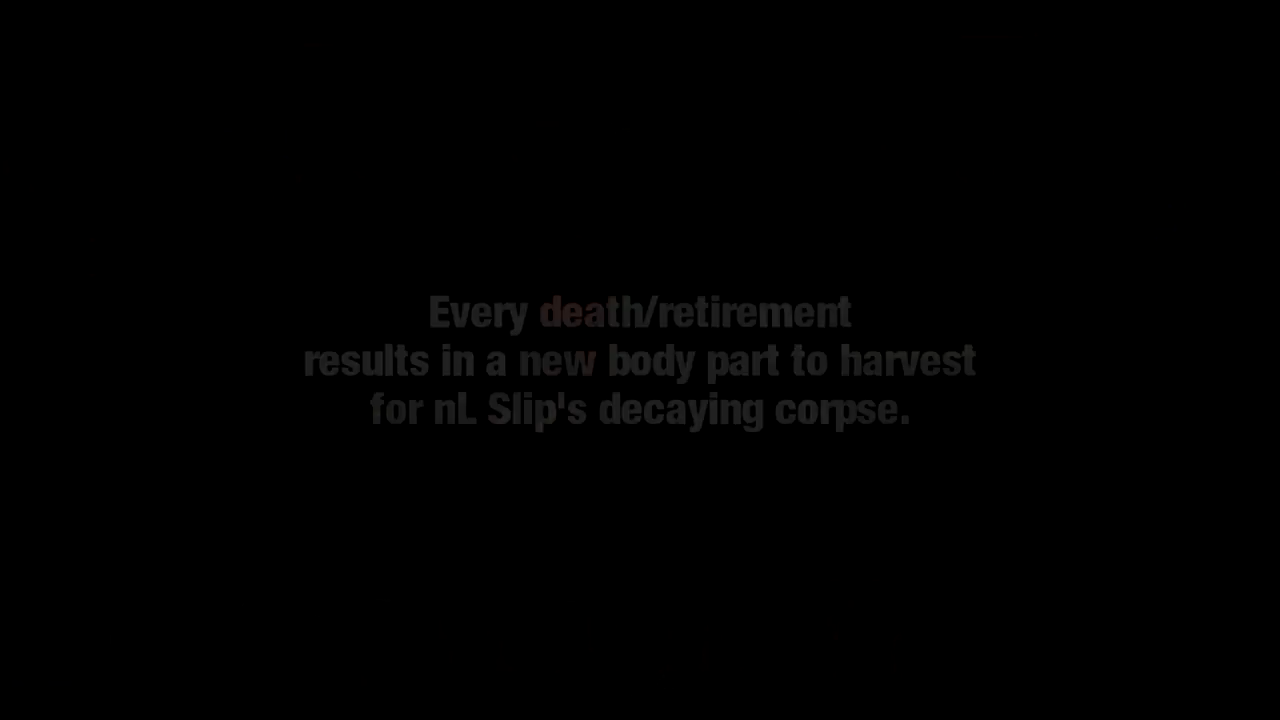 Every death/retirement
results in a new body part to harvest
for nL Slip's decaying corpse.